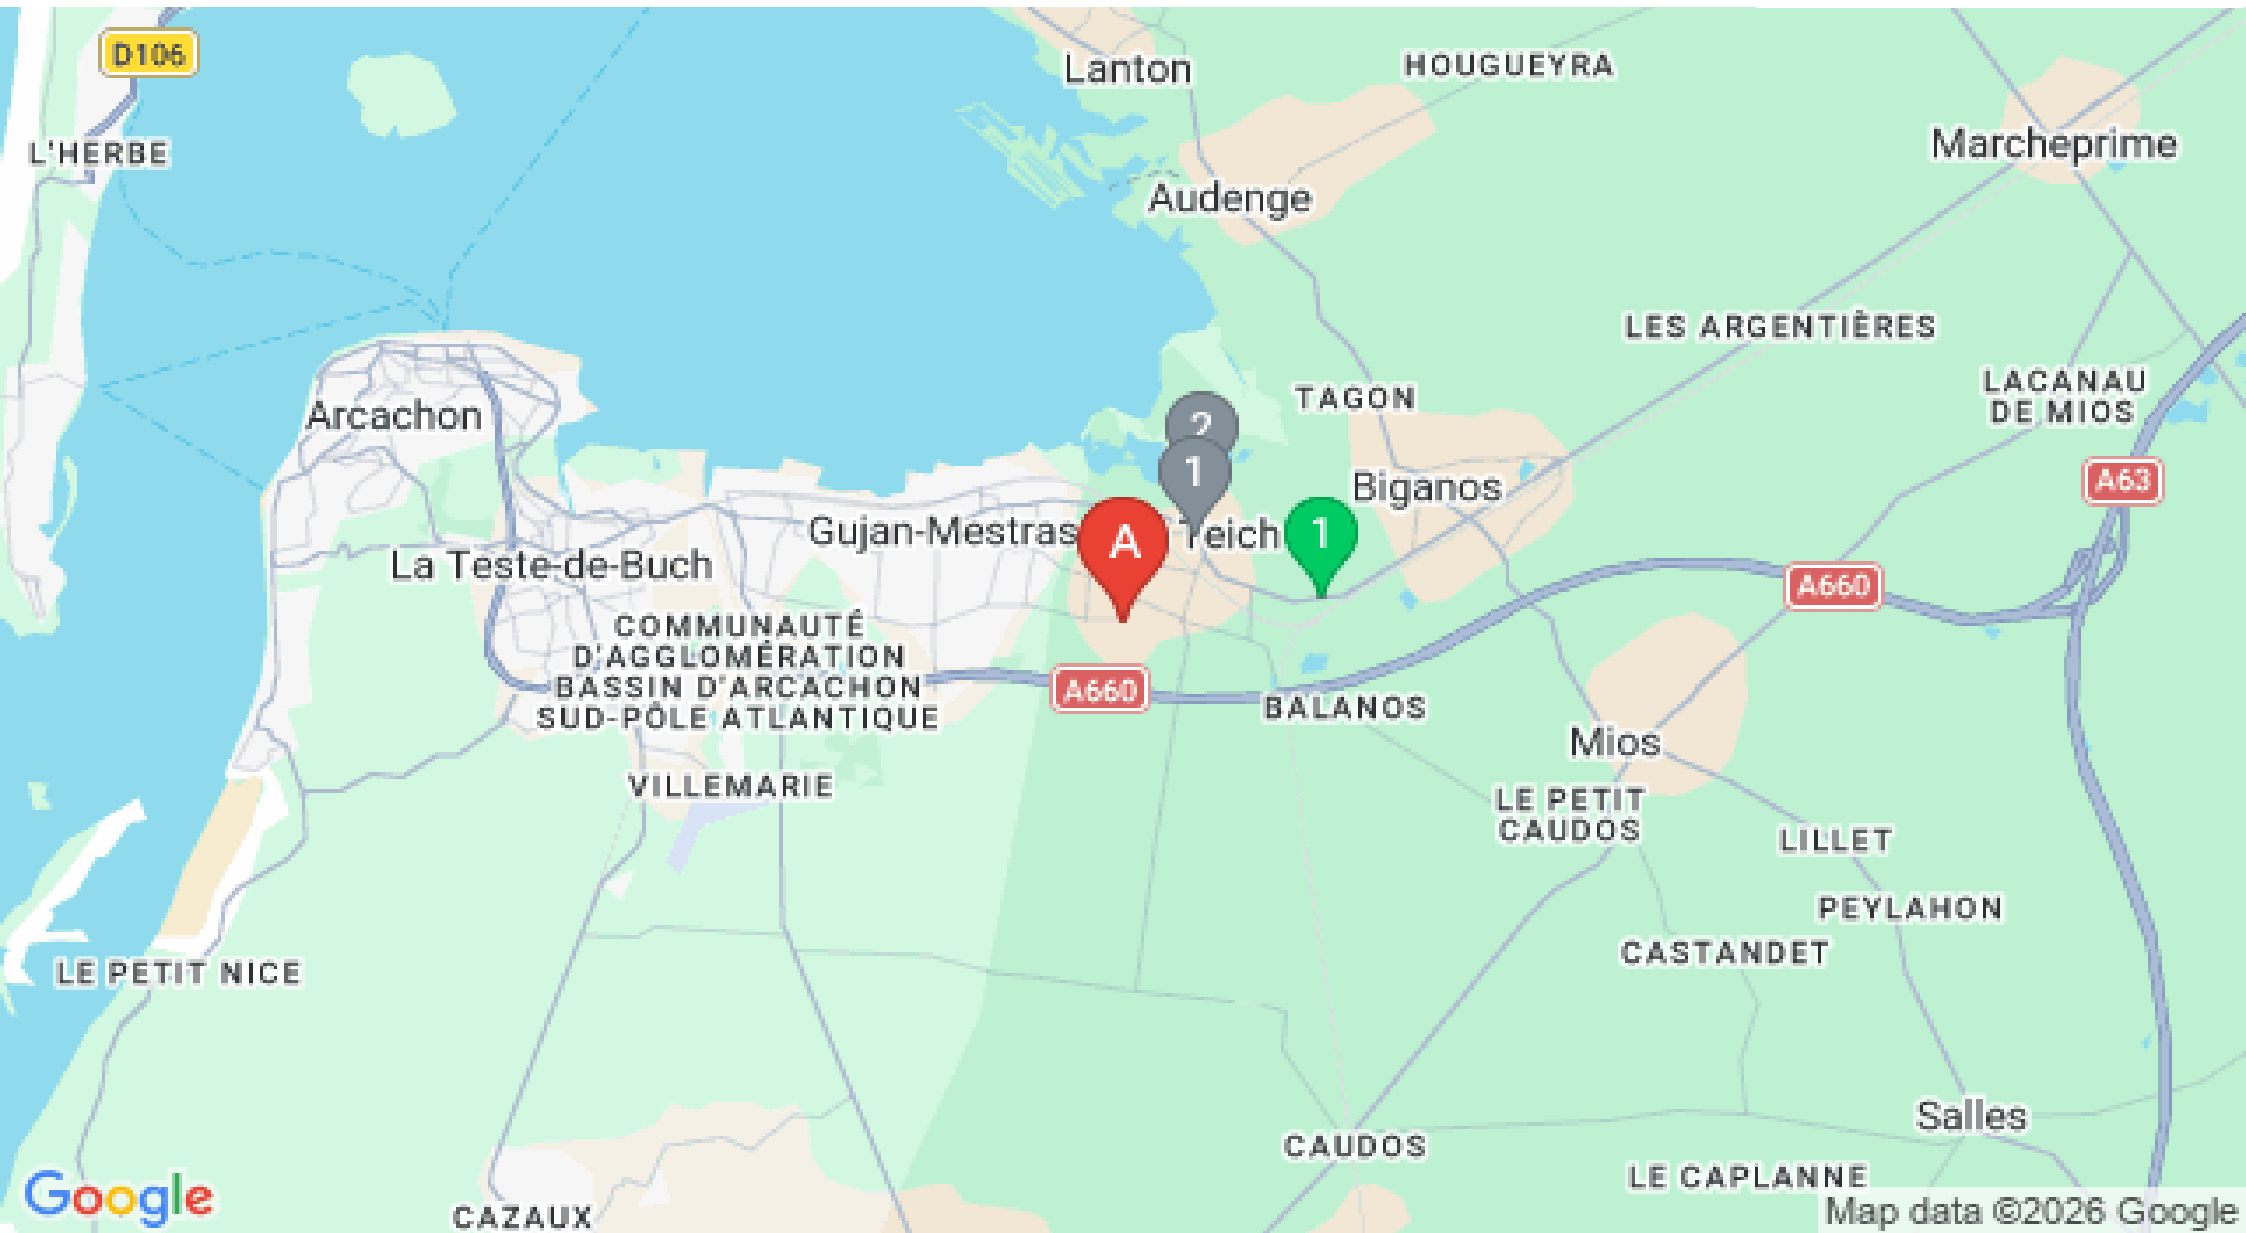 D106
Lanton
HOUGUEYRA
L'HERBE
Marcheprime
Audenge
LES ARGENTIÈRES
LACANAU
DE MIOS
TAGON
Arcachon
2
1
A63
Biganos
Gujan-Mestras
A
Teich
1
La Teste-de-Buch
A660
COMMUNAUTÉ
D'AGGLOMÉRATION
BASSIN D'ARCACHON
SUD-PÔLE ATLANTIQUE
A660
BALANOS
Mios
VILLEMARIE
LE PETIT
CAUDOS
LILLET
PEYLAHON
CASTANDET
LE PETIT NICE
Salles
CAUDOS
LE CAPLANNE
Google
CAZAUX
Map data ©2026 Google